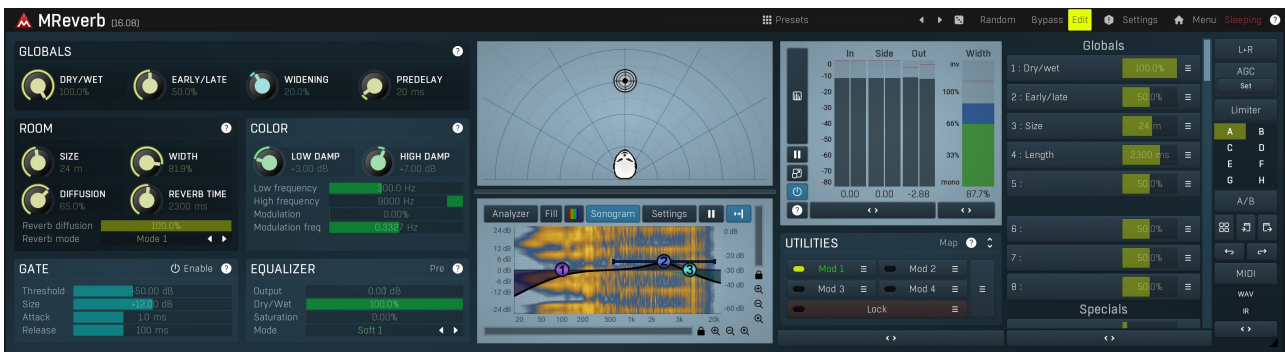 MReverb (16.08)
Presets
Random Bypass Edit Settings Menu Sleeping ?
GLOBALS ?
DRY/WET
100.0%
EARLY/LATE
50.0%
WIDENING
20.0%
PREDELAY
20 ms
ROOM ?
SIZE
24 m
WIDTH
81.9%
DIFFUSION
65.0%
REVERB TIME
2300 ms
Reverb diffusion 100.0%
Reverb mode Mode 1
COLOR ?
LOW DAMP
+3.00 dB
HIGH DAMP
+7.00 dB
Low frequency 300.0 Hz
High frequency 9000 Hz
Modulation 0.00%
Modulation freq 0.3327 Hz
GATE Enable ?
Threshold -50.00 dB
Size +12.00 dB
Attack 1.0 ms
Release 100 ms
EQUALIZER Pre ?
Output 0.00 dB
Dry/Wet 100.0%
Saturation 0.00%
Mode Soft 1
Analyzer Fill Sonogram Settings
24 dB 0 dB
12 dB
6 dB -20 dB
0 dB 1 2 3 -30 dB
-6 dB -40 dB
-12 dB
-24 dB -60 dB
20 50 100 200 500 1k 2k 5k 20k
In Side Out Width
0 inv
-10
-20 100%
-30
-40 66%
-50
-60 33%
-70
-80 mono
0.00 0.00 -2.88 87.7%
?
UTILITIES Map ?
Mod 1 Mod 2
Mod 3 Mod 4
Lock
Globals
1 : Dry/wet 100.0%
2 : Early/late 50.0%
3 : Size 24 m
4 : Length 2300 ms
5 : 50.0%
6 : 50.0%
7 : 50.0%
8 : 50.0%
Specials
L+R
AGC
Set
Limiter
A B
C D
E F
G H
A/B
MIDI
WAV
IR